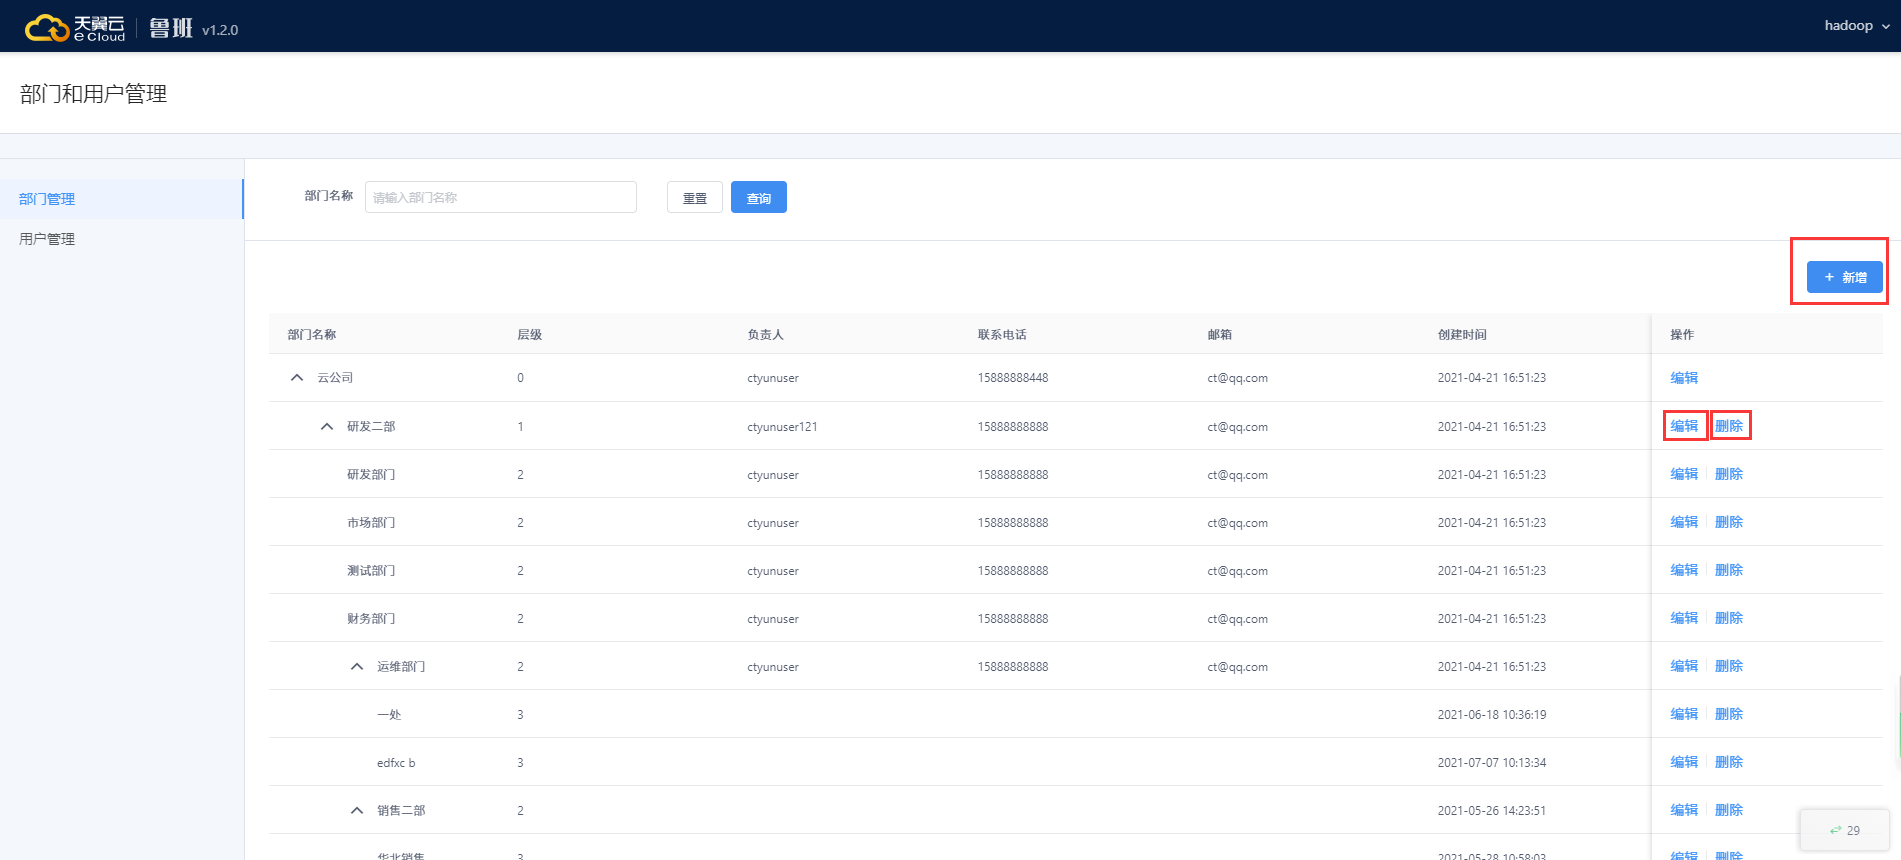 天翼云 鲁班 v1.2.0 hadoop
e Cloud
部门和用户管理
部门管理
用户管理
部门名称 请输入部门名称 重置 查询
+ 新增
部门名称 层级 负责人 联系电话 邮箱 创建时间 操作
云公司 0 ctyunuser 15888888448 ct@qq.com 2021-04-21 16:51:23 编辑
研发二部 1 ctyunuser121 15888888888 ct@qq.com 2021-04-21 16:51:23 编辑 删除
研发部门 2 ctyunuser 15888888888 ct@qq.com 2021-04-21 16:51:23 编辑 删除
市场部门 2 ctyunuser 15888888888 ct@qq.com 2021-04-21 16:51:23 编辑 删除
测试部门 2 ctyunuser 15888888888 ct@qq.com 2021-04-21 16:51:23 编辑 删除
财务部门 2 ctyunuser 15888888888 ct@qq.com 2021-04-21 16:51:23 编辑 删除
运维部门 2 ctyunuser 15888888888 ct@qq.com 2021-04-21 16:51:23 编辑 删除
一处 3 2021-06-18 10:36:19 编辑 删除
edfxc b 3 2021-07-07 10:13:34 编辑 删除
销售二部 2 2021-05-26 14:23:51 编辑 删除
华北销售 3 2021-05-28 10:58:03 编辑 删除
29